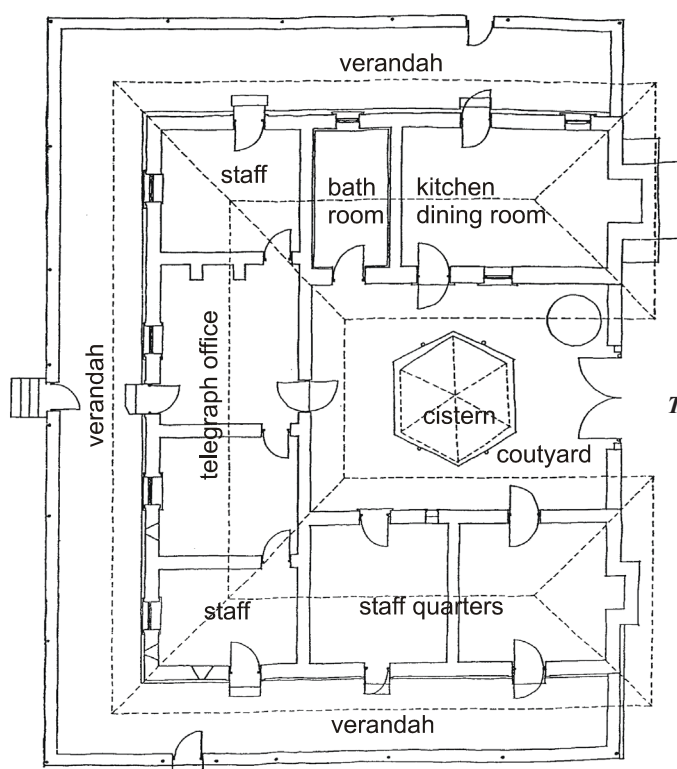 verandah
staff
bath
room
kitchen
dining room
verandah
telegraph office
cistern
coutyard
T
staff
staff quarters
verandah